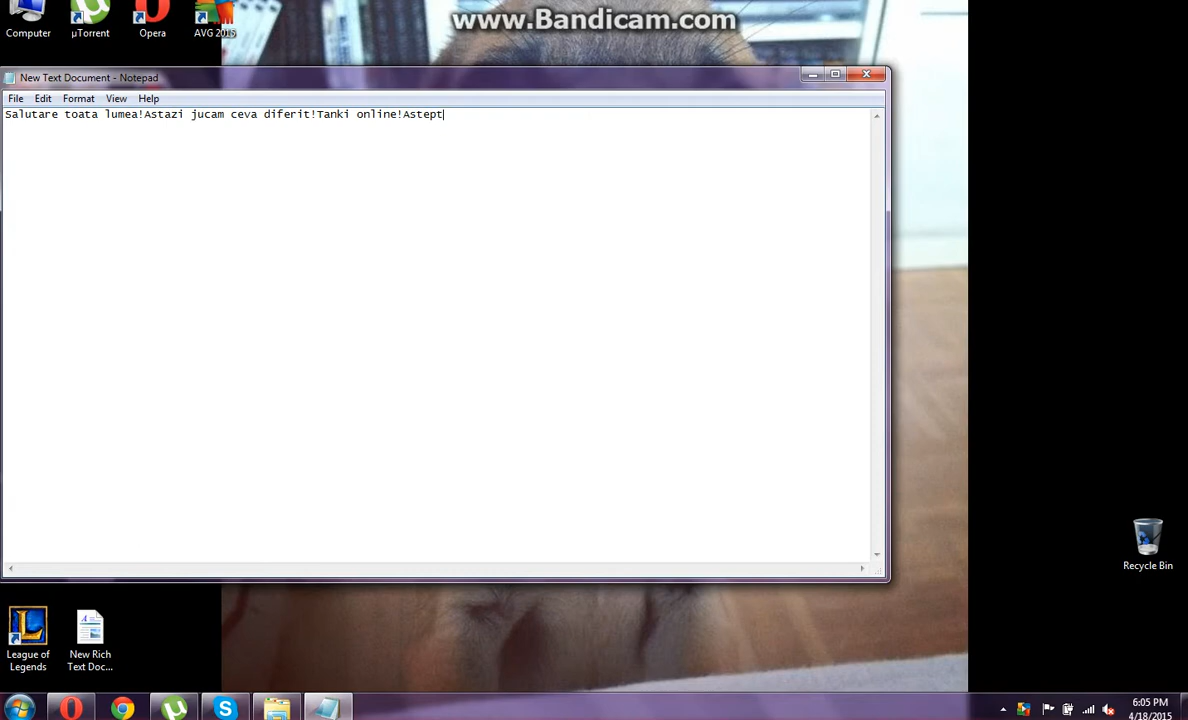 www.Bandicam.com
Computer
µTorrent
Opera
AVG 2015
New Text Document - Notepad
File Edit Format View Help
Salutare toata lumea!Astazi jucam ceva diferit!Tanki online!Astept
Recycle Bin
League of
Legends
New Rich
Text Doc...
6:05 PM
4/18/2015